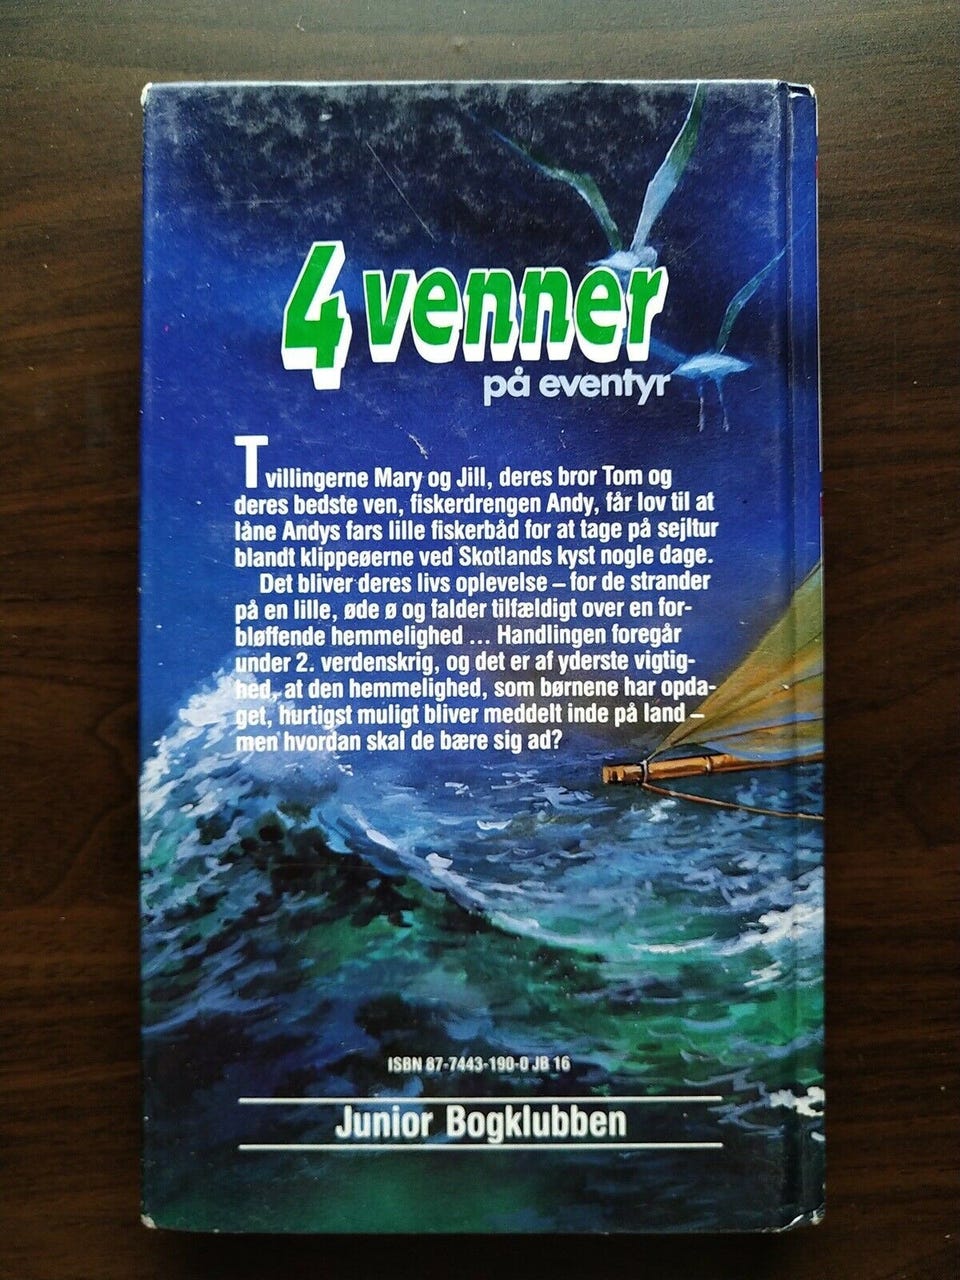 4 venner
på eventyr
Tvillingerne Mary og Jill, deres bror Tom og
deres bedste ven, fiskerdrengen Andy, får lov til at
låne Andys fars lille fiskerbåd for at tage på sejltur
blandt klippeøerne ved Skotlands kyst nogle dage.
Det bliver deres livs oplevelse – for de strander
på en lille, øde ø og falder tilfældigt over en for-
bløffende hemmelighed ... Handlingen foregår
under 2. verdenskrig, og det er af yderste vigtig-
hed, at den hemmelighed, som børnene har opda-
get, hurtigst muligt bliver meddelt inde på land –
men hvordan skal de bære sig ad?
ISBN 87-7443-190-0 JB 16
Junior Bogklubben